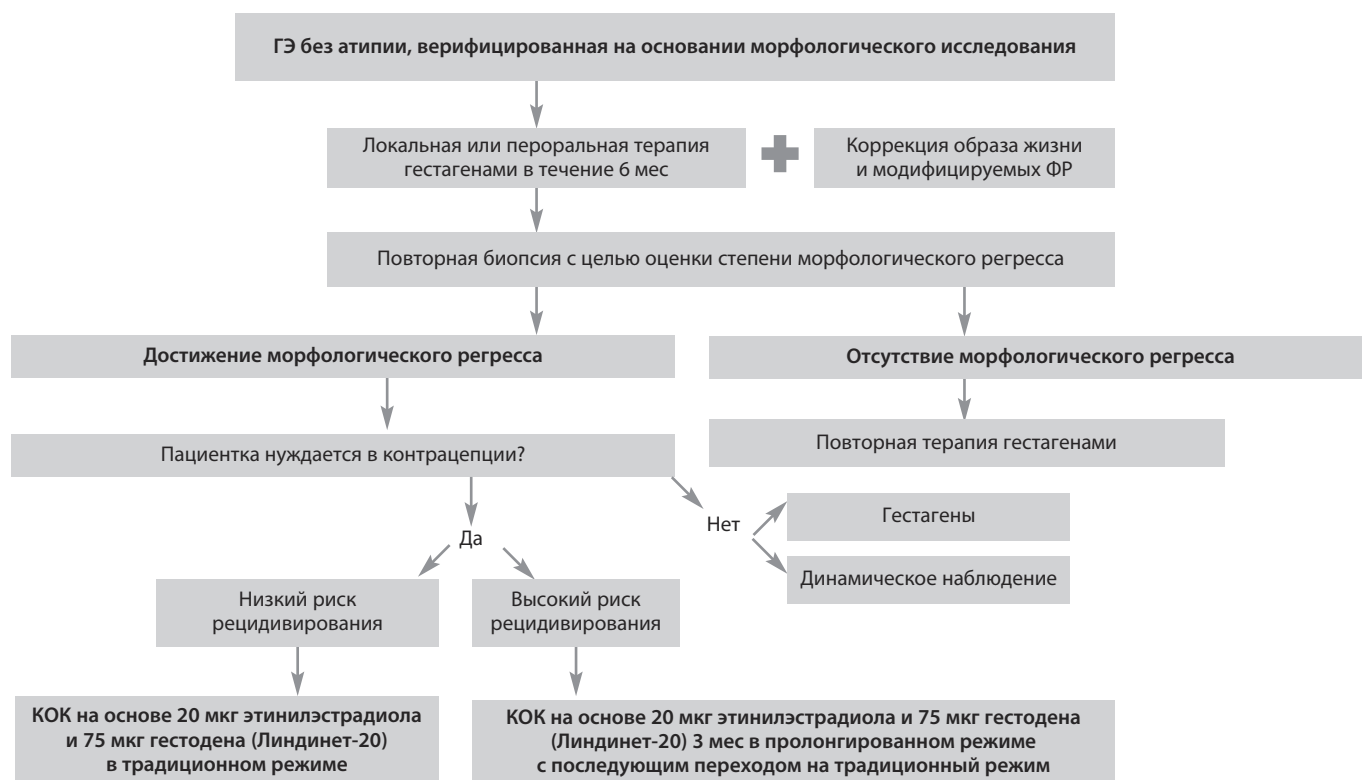 ГЭ без атипии, верифицированная на основании морфологического исследования
Локальная или пероральная терапия
гестагенами в течение 6 мес
Коррекция образа жизни
и модифицируемых ФР
Повторная биопсия с целью оценки степени морфологического регресса
Достижение морфологического регресса
Отсутствие морфологического регресса
Пациентка нуждается в контрацепции?
Повторная терапия гестагенами
Да
Нет
Гестагены
Динамическое наблюдение
Низкий риск
рецидивирования
Высокий риск
рецидивирования
КОК на основе 20 мкг этинилэстрадиола
и 75 мкг гестодена (Линдинет-20)
в традиционном режиме
КОК на основе 20 мкг этинилэстрадиола и 75 мкг гестодена
(Линдинет-20) 3 мес в пролонгированном режиме
с последующим переходом на традиционный режим